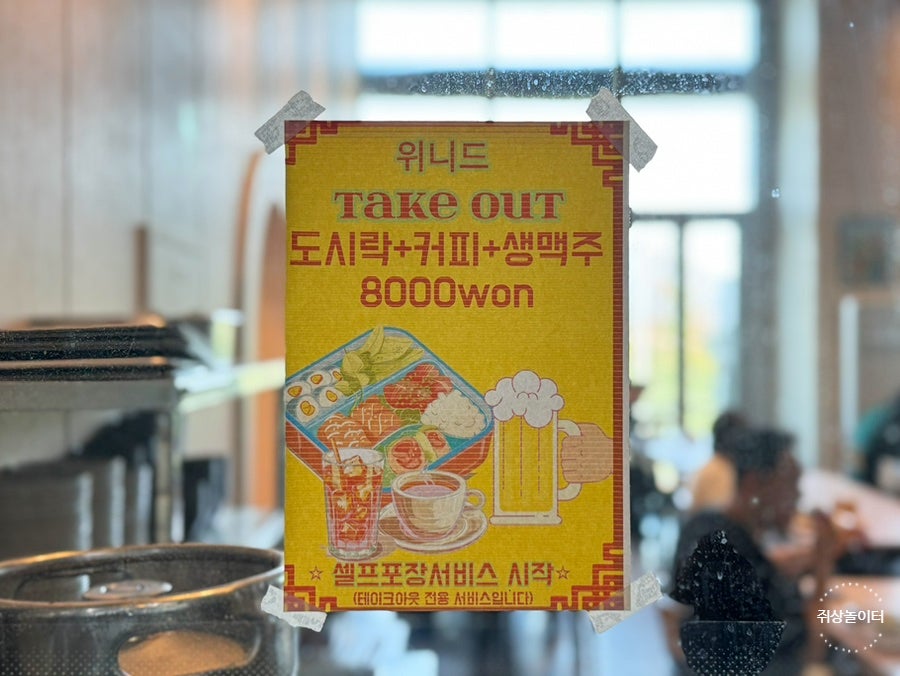 위니드
TAKE OUT
도시락+커피+생맥주
8000won
☆셀프포장서비스 시작☆
(테이크아웃 전용 서비스입니다)
쥐상놀이터